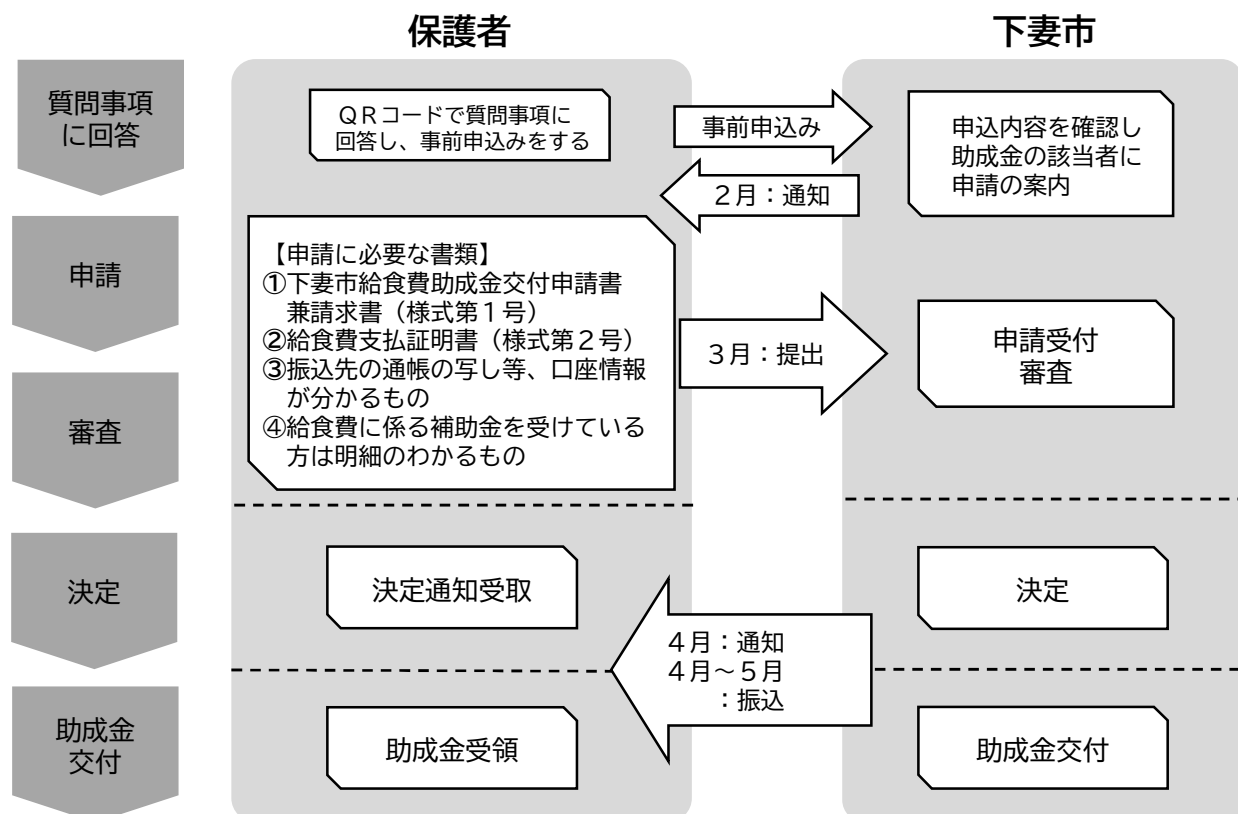 保護者
下妻市
質問事項
に回答
ＱＲコードで質問事項に
回答し、事前申込みをする
事前申込み
申込内容を確認し
助成金の該当者に
申請の案内
２月：通知
申請
【申請に必要な書類】
①下妻市給食費助成金交付申請書
兼請求書（様式第１号）
②給食費支払証明書（様式第２号）
③振込先の通帳の写し等、口座情報
が分かるもの
④給食費に係る補助金を受けている
方は明細のわかるもの
３月：提出
申請受付
審査
審査
決定
決定通知受取
決定
４月：通知
４月～５月
：振込
助成金
交付
助成金受領
助成金交付